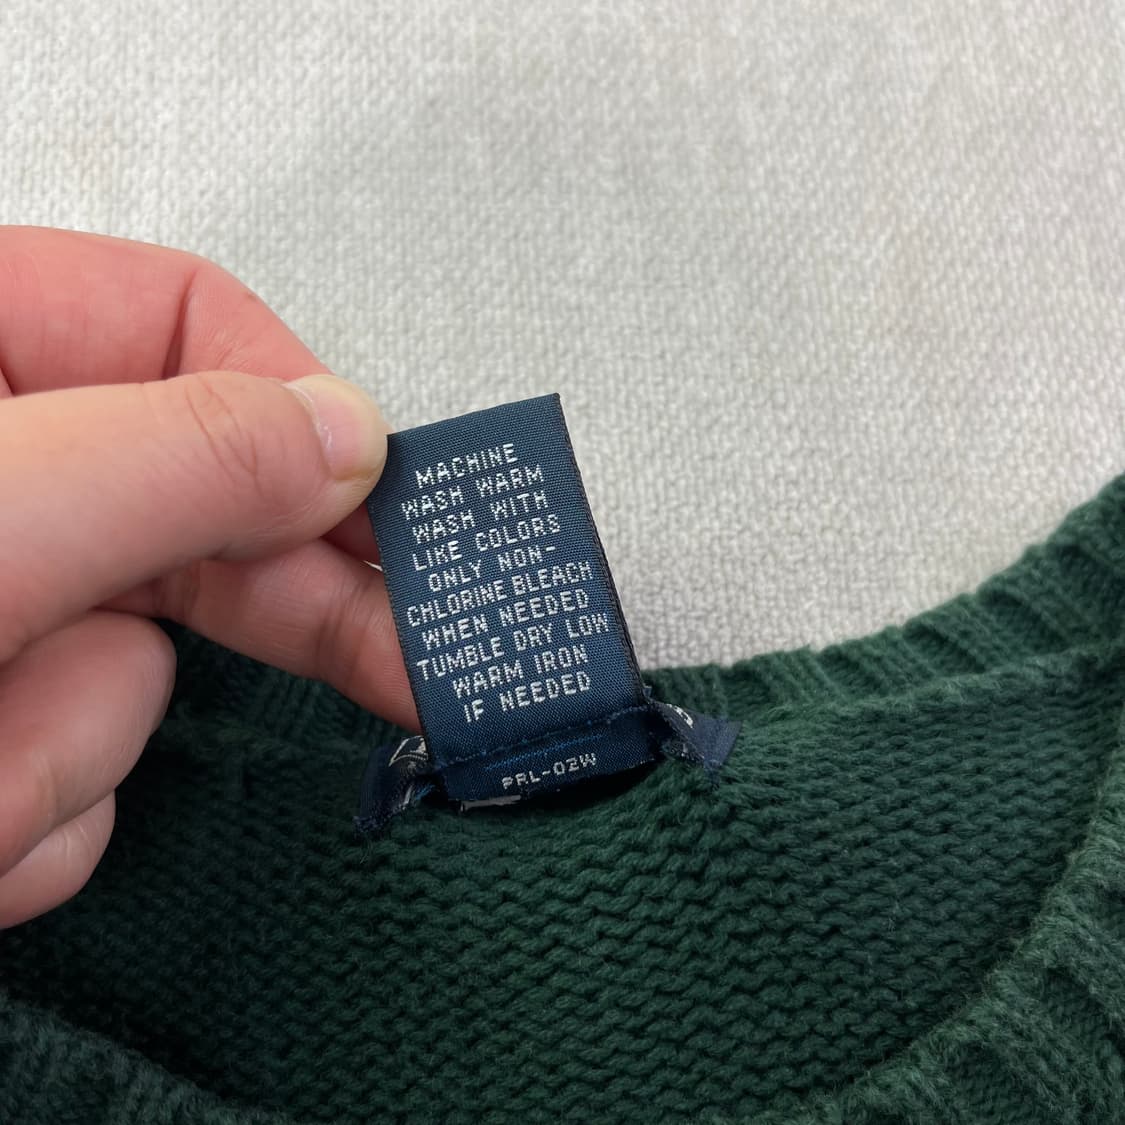 MACHINE
WASH WARM
WASH WITH
LIKE COLORS
ONLY NON-
CHLORINE BLEACH
WHEN NEEDED
TUMBLE DRY LOW
WARM IRON
IF NEEDED
PRL-02W